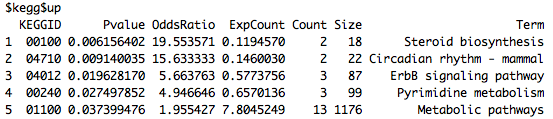 $kegg$up
KEGGID Pvalue OddsRatio ExpCount Count Size Term
1 00100 0.006156402 19.553571 0.1194570 2 18 Steroid biosynthesis
2 04710 0.009140035 15.633333 0.1460030 2 22 Circadian rhythm - mammal
3 04012 0.019628170 5.663763 0.5773756 3 87 ErbB signaling pathway
4 00240 0.027497852 4.946646 0.6570136 3 99 Pyrimidine metabolism
5 01100 0.037399476 1.955427 7.8045249 13 1176 Metabolic pathways